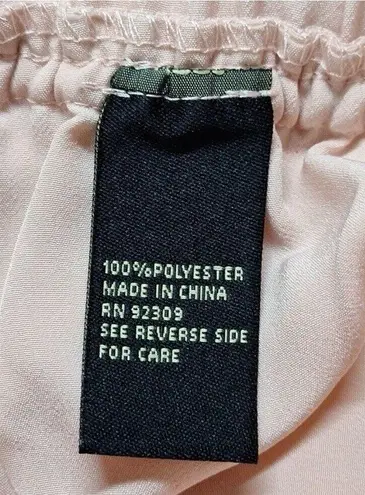 100%POLYESTER
MADE IN CHINA
RN 92309
SEE REVERSE SIDE
FOR CARE